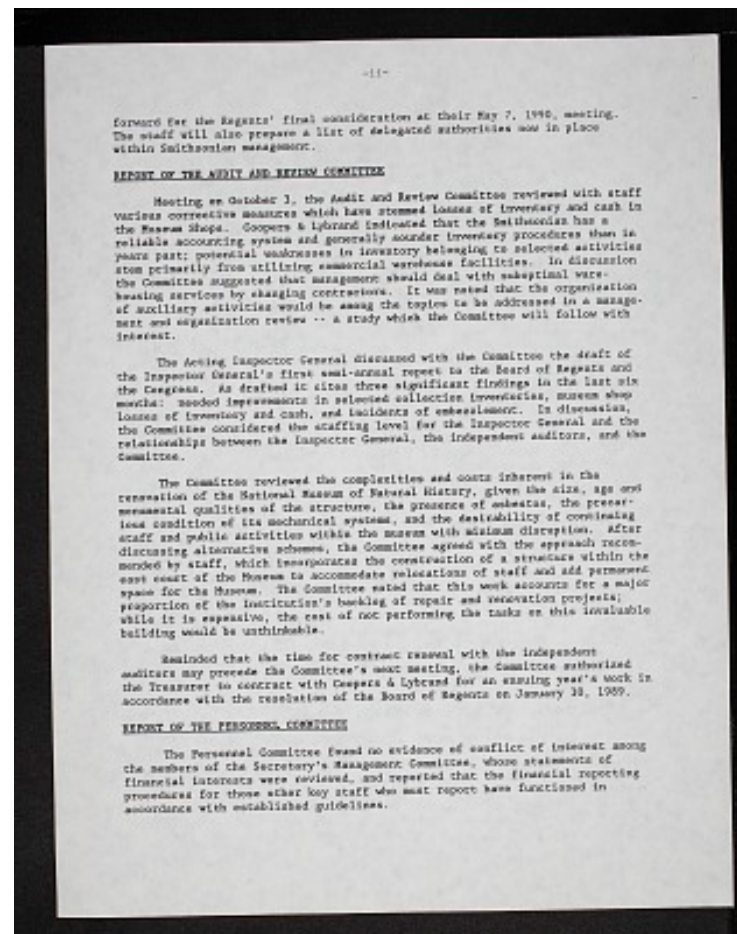 -ii-
forward for the Regents' final consideration at their May 7, 1990, meeting.
The staff will also prepare a list of delegated authorities now in place
within Smithsonian management.
REPORT OF THE AUDIT AND REVIEW COMMITTEE
Meeting on October 3, the Audit and Review Committee reviewed with staff
various corrective measures which have stemmed losses of inventory and cash in
the Museum Shops. Coopers & Lybrand indicated that the Smithsonian has a
reliable accounting system and generally sounder inventory procedures than in
years past; potential weaknesses in inventory belonging to selected activities
stem primarily from utilizing commercial warehouse facilities. In discussion
the Committee suggested that management should deal with suboptimal ware-
housing services by changing contractors. It was noted that the organization
of auxiliary activities would be among the topics to be addressed in a manage-
ment and organization review -- a study which the Committee will follow with
interest.
The Acting Inspector General discussed with the Committee the draft of
the Inspector General's first semi-annual report to the Board of Regents and
the Congress. As drafted it cites three significant findings in the last six
months: needed improvements in selected collection inventories, museum shop
losses of inventory and cash, and incidents of embezzlement. In discussion,
the Committee considered the staffing level for the Inspector General and the
relationships between the Inspector General, the independent auditors, and the
Committee.
The Committee reviewed the complexities and costs inherent in the
renovation of the National Museum of Natural History, given the size, age and
monumental qualities of the structure, the presence of asbestos, the precar-
ious condition of its mechanical systems, and the desirability of continuing
staff and public activities within the museum with minimum disruption. After
discussing alternative schemes, the Committee agreed with the approach recom-
mended by staff, which incorporates the construction of a structure within the
east court of the Museum to accommodate relocations of staff and add permanent
space for the Museum. The Committee noted that this work accounts for a major
proportion of the Institution's backlog of repair and renovation projects;
while it is expensive, the cost of not performing the tasks on this invaluable
building would be unthinkable.
Reminded that the time for contract renewal with the independent
auditors may precede the Committee's next meeting, the Committee authorized
the Treasurer to contract with Coopers & Lybrand for an ensuing year's work in
accordance with the resolution of the Board of Regents on January 30, 1989.
REPORT OF THE PERSONNEL COMMITTEE
The Personnel Committee found no evidence of conflict of interest among
the members of the Secretary's Management Committee, whose statements of
financial interests were reviewed, and reported that the financial reporting
procedures for those other key staff who must report have functioned in
accordance with established guidelines.